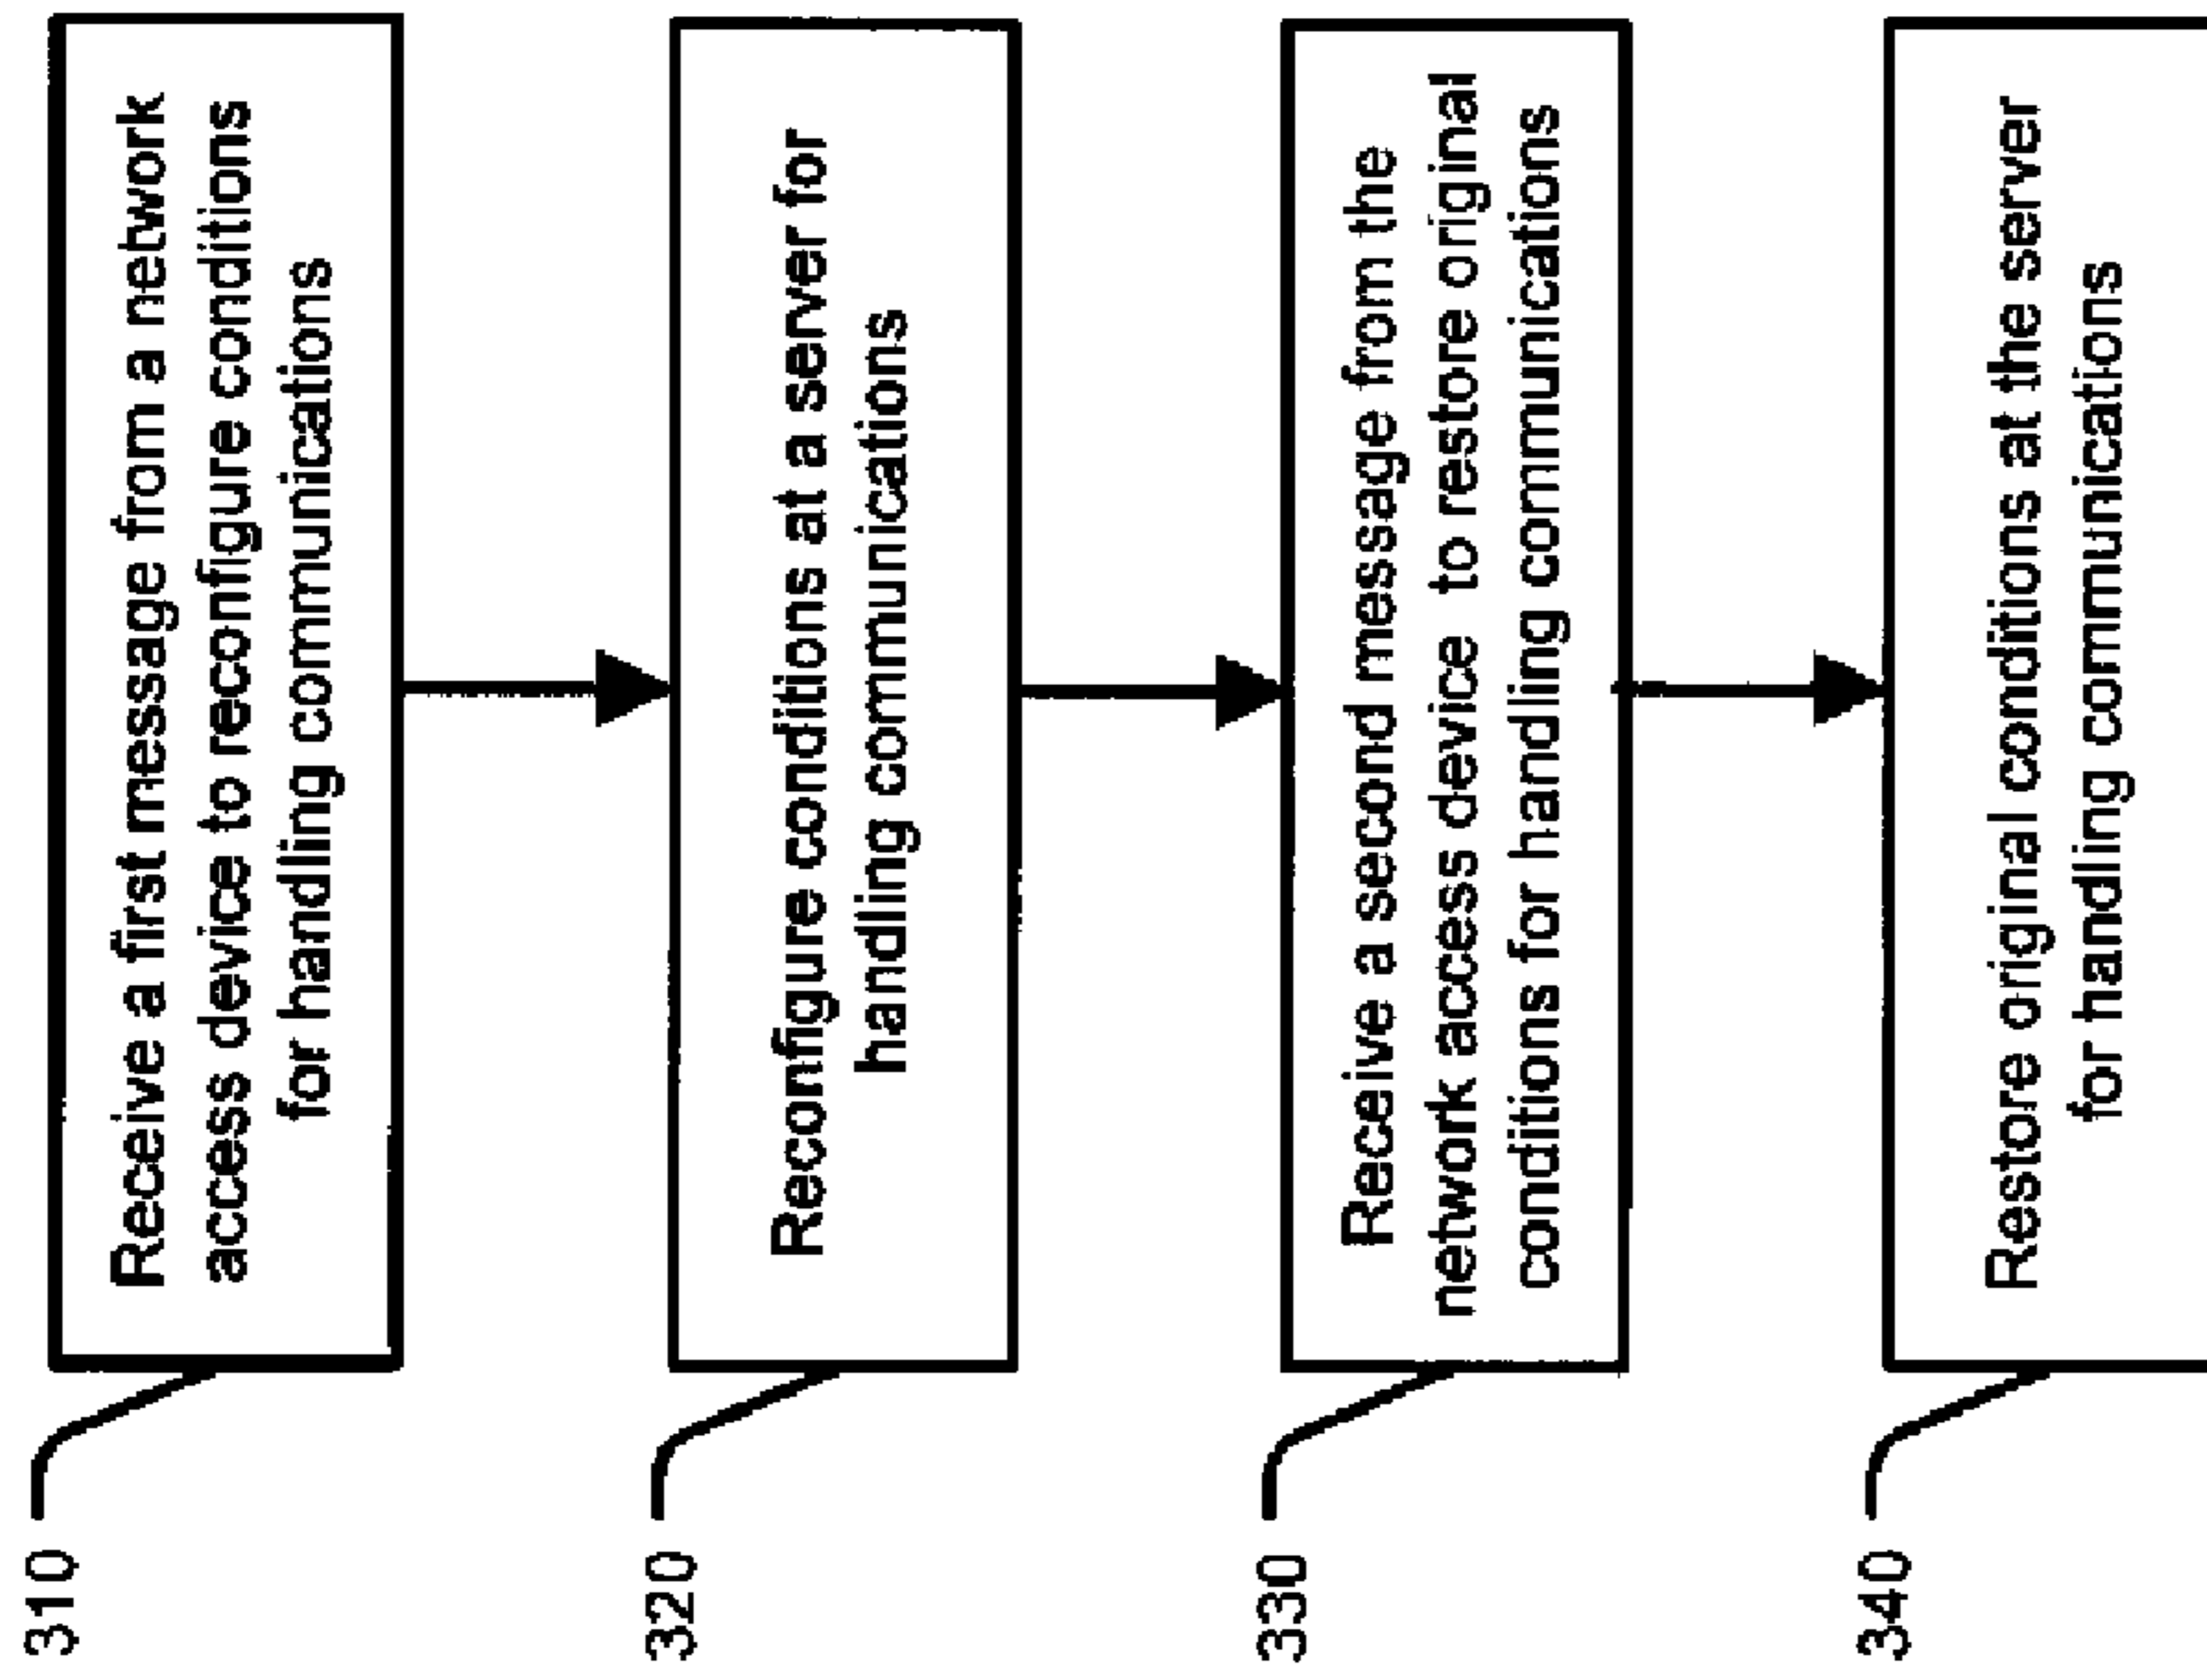 310
Receive a first message from a network
access device to reconfigure conditions
for handling communications
320
Reconfigure conditions at a server for
handling communications
330
Receive a second message from the
network access device to restore original
conditions for handling communications
340
Restore original conditions at the server
for handling communications